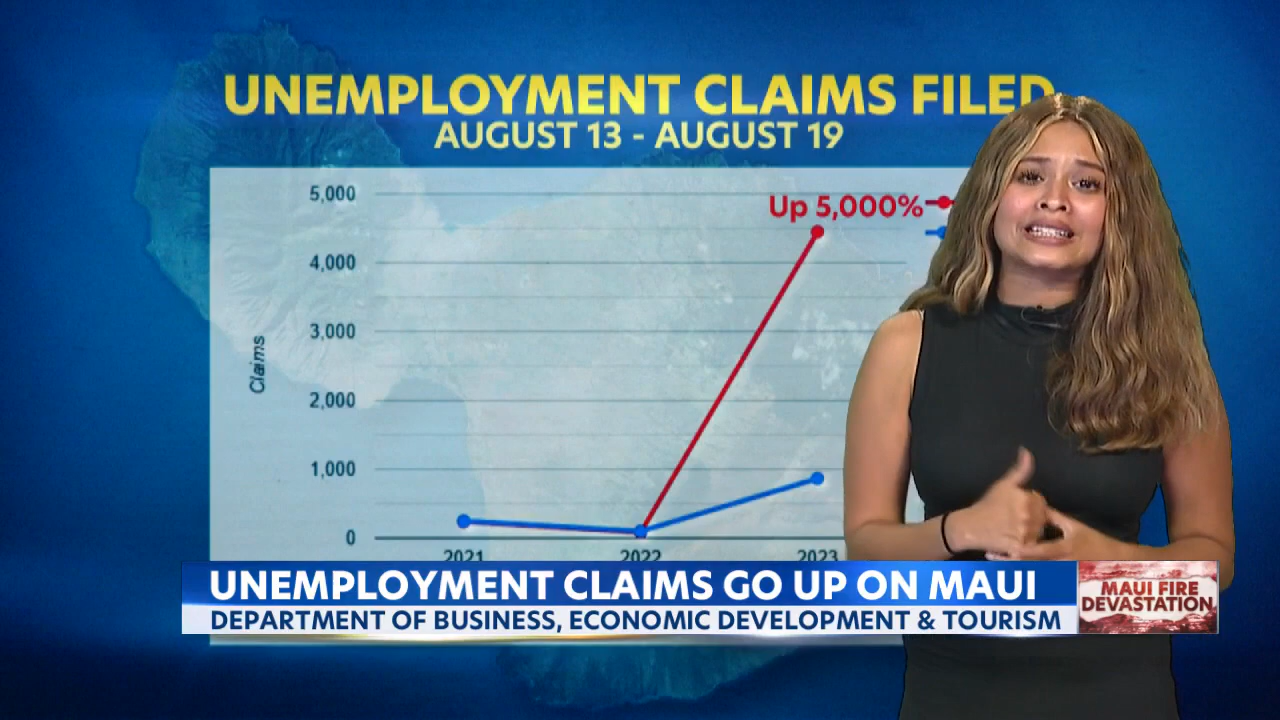 UNEMPLOYMENT CLAIMS FILED
AUGUST 13 - AUGUST 19
5,000
Up 5,000%
4,000
3,000
Claims
2,000
1,000
0
2021 2022 2023
UNEMPLOYMENT CLAIMS GO UP ON MAUI
DEPARTMENT OF BUSINESS, ECONOMIC DEVELOPMENT & TOURISM
MAUI FIRE
DEVASTATION